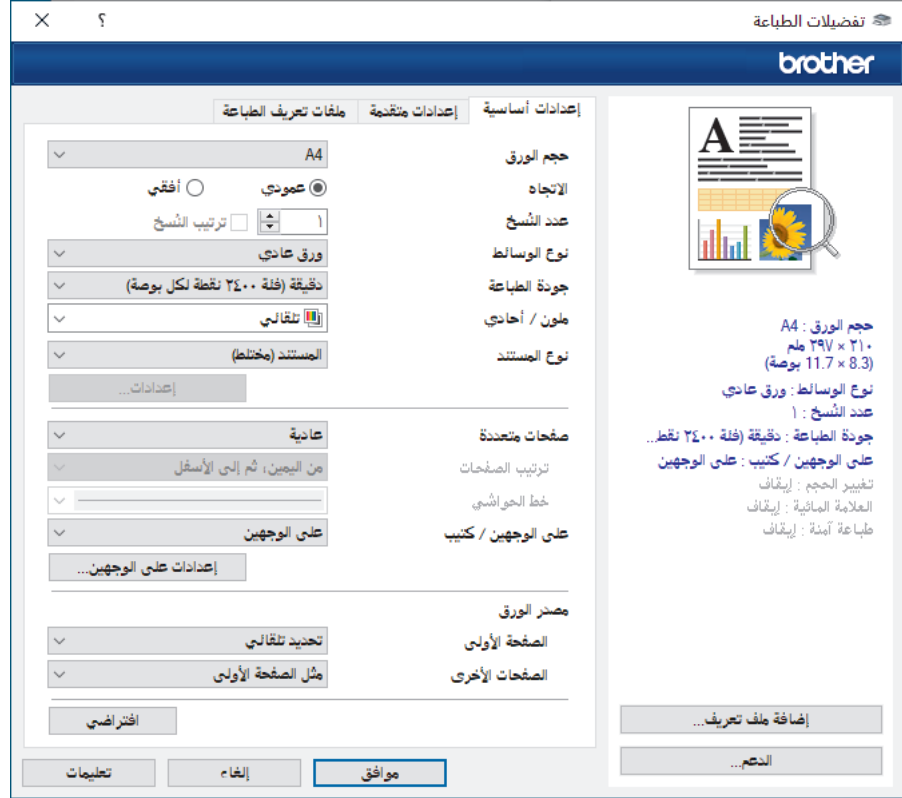 تفضيلات الطباعة
؟
brother
A
إعدادات أساسية
إعدادات متقدمة
ملفات تعريف الطباعة
حجم الورق
A4
الاتجاه
عمودي
أفقي
عدد النُسخ
١
ترتيب النُسخ
نوع الوسائط
ورق عادي
جودة الطباعة
دقيقة (فئة ٢٤٠٠ نقطة لكل بوصة)
ملون / أحادي
تلقائي
نوع المستند
المستند (مختلط)
إعدادات...
صفحات متعددة
عادية
ترتيب الصفحات
من اليمين، ثم إلى الأسفل
خط الحواشي
على الوجهين / كتيب
على الوجهين
إعدادات على الوجهين...
مصدر الورق
الصفحة الأولى
تحديد تلقائي
الصفحات الأخرى
مثل الصفحة الأولى
افتراضي
حجم الورق : A4
٢١٠ × ٢٩٧ ملم
(8.3 × 11.7 بوصة)
نوع الوسائط : ورق عادي
عدد النُسخ : ١
جودة الطباعة : دقيقة (فئة ٢٤٠٠ نقط...
على الوجهين / كتيب : على الوجهين
تغيير الحجم : إيقاف
العلامة المائية : إيقاف
طباعة آمنة : إيقاف
إضافة ملف تعريف...
الدعم...
موافق
إلغاء
تعليمات